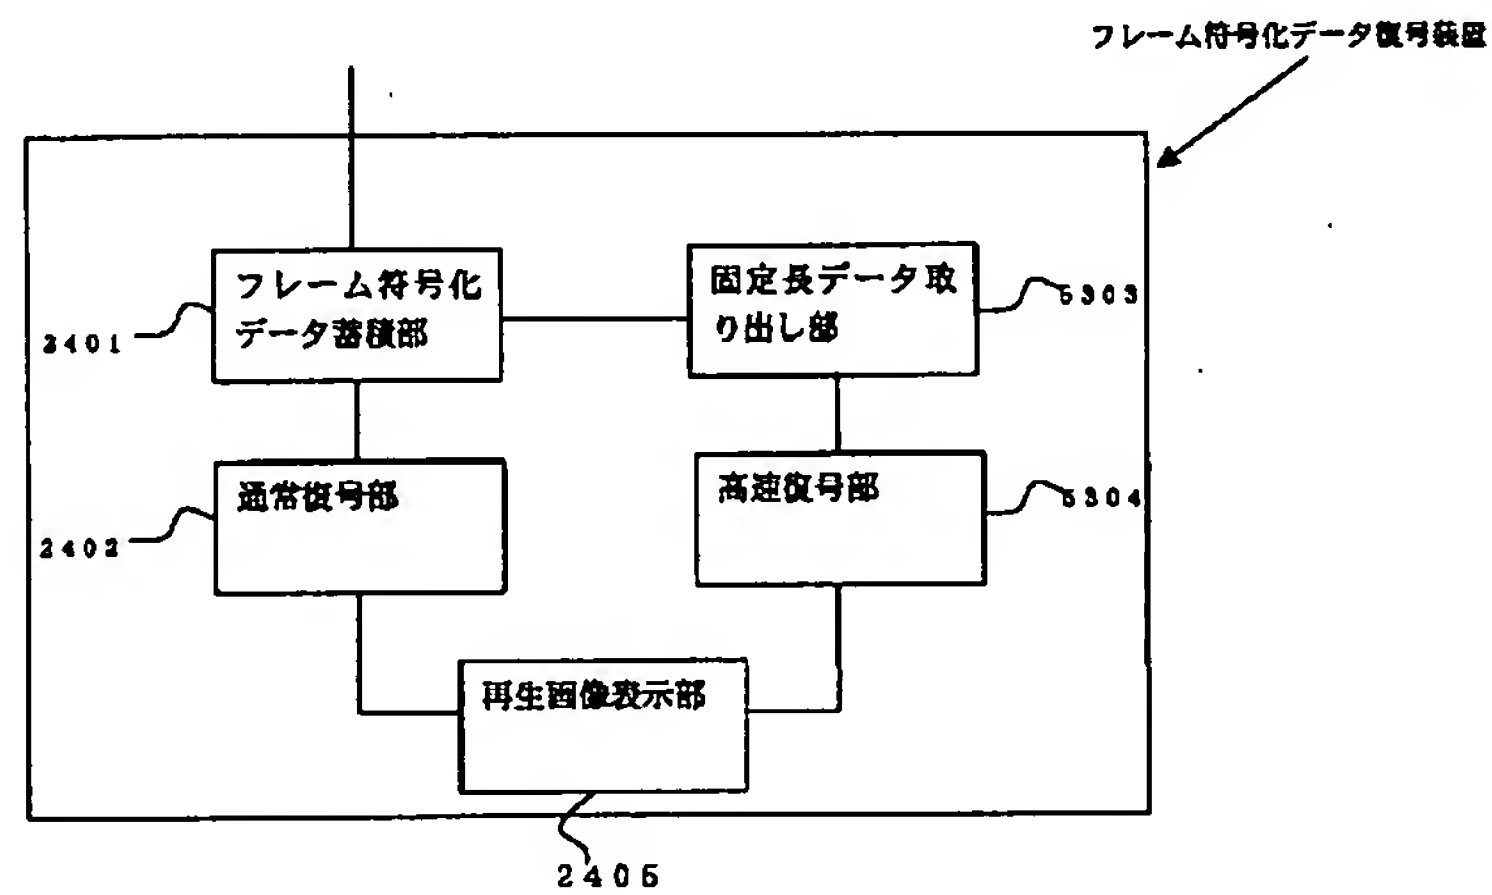 フレーム符号化データ復号装置
フレーム符号化
データ蓄積部
2401
固定長データ取
り出し部
5303
通常復号部
2402
高速復号部
5304
再生画像表示部
2405